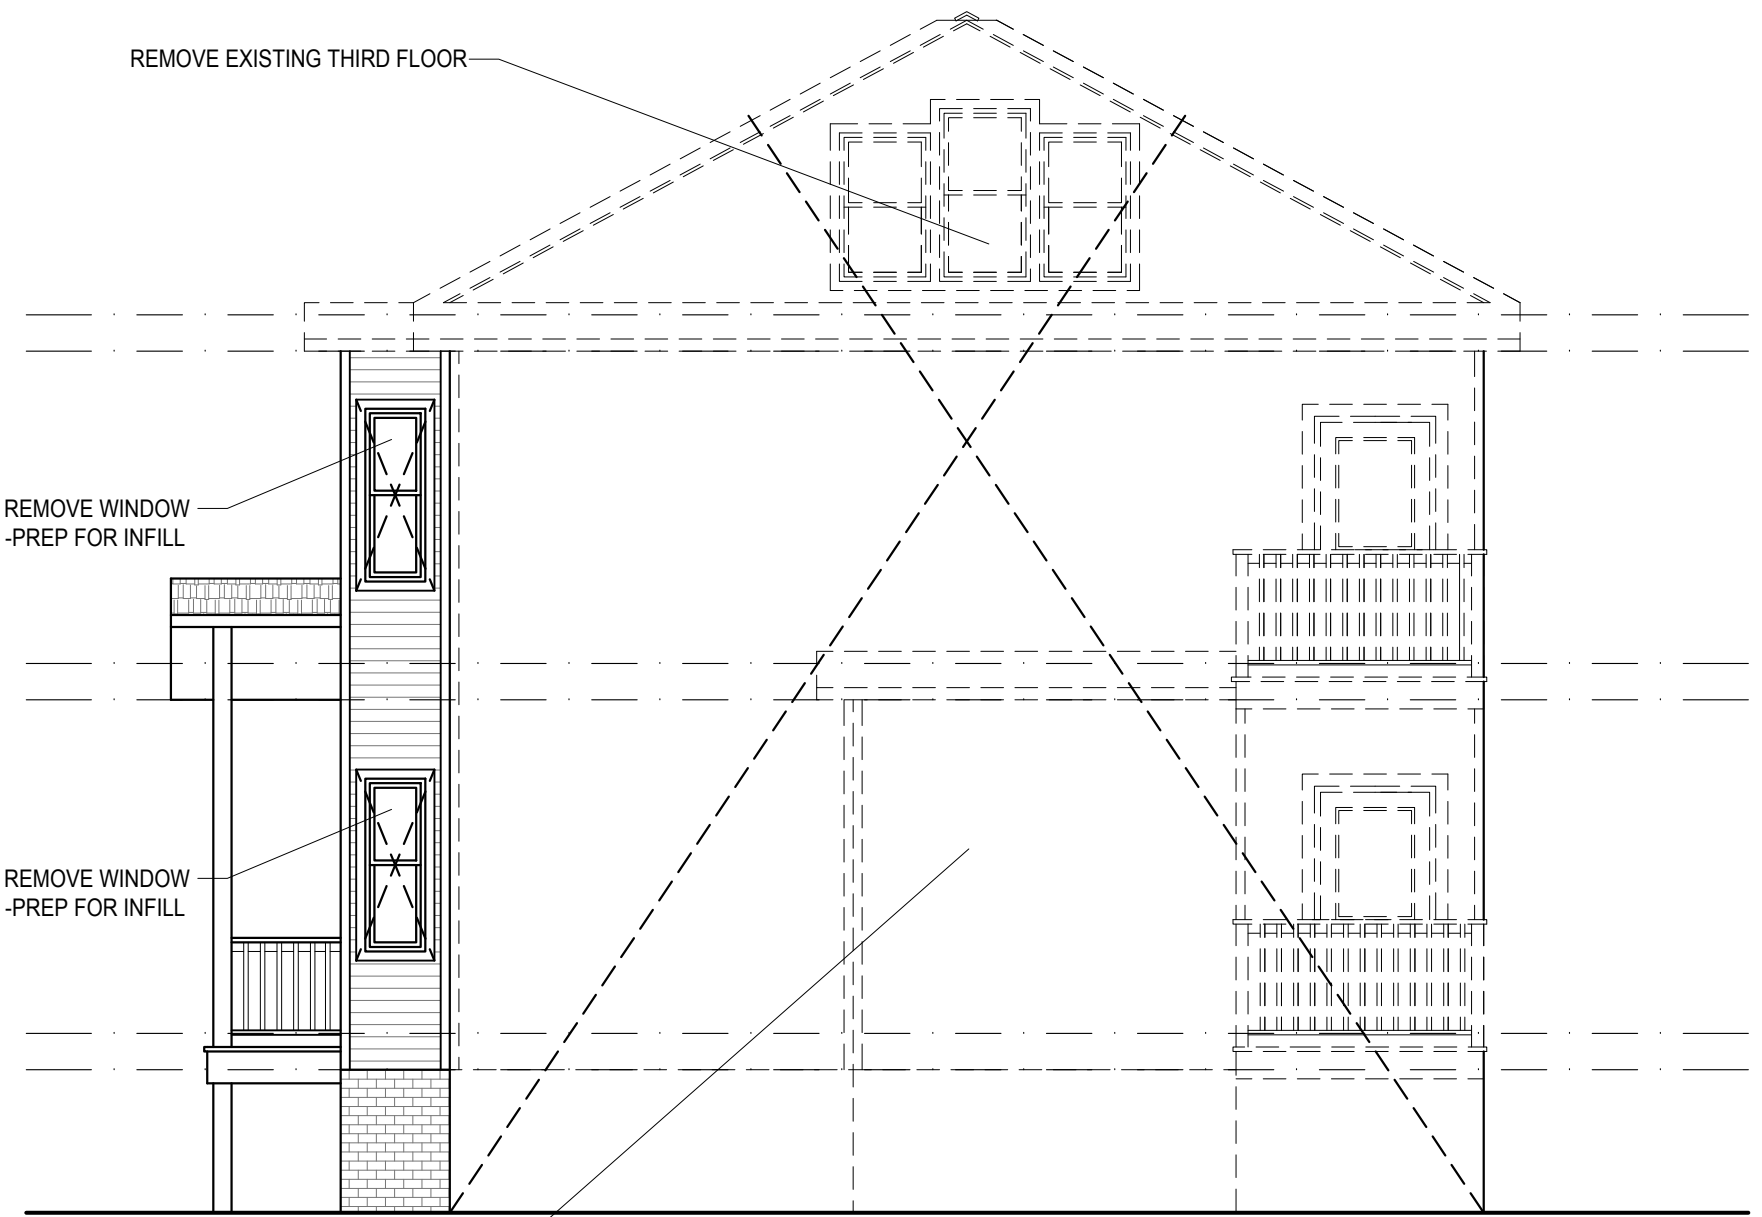 REMOVE EXISTING THIRD FLOOR
REMOVE WINDOW
-PREP FOR INFILL
REMOVE WINDOW
-PREP FOR INFILL